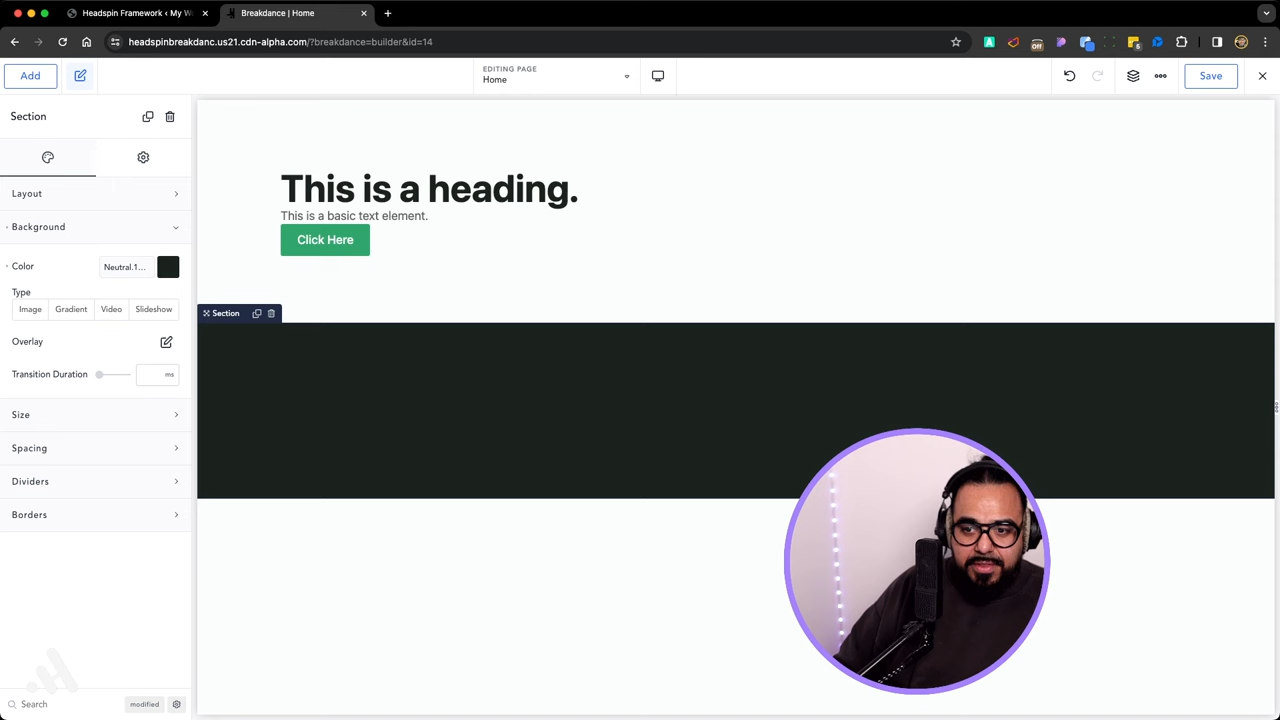 Headspin Framework ‹ My W
Breakdance | Home
headspinbreakdanc.us21.cdn-alpha.com/?breakdance=builder&id=14
Off
6
Add
EDITING PAGE
Home
Save
Section
Layout
Background
Color
Neutral.1...
Type
Image
Gradient
Video
Slideshow
Overlay
Transition Duration
ms
Size
Spacing
Dividers
Borders
Search
modified
This is a heading.
This is a basic text element.
Click Here
Section